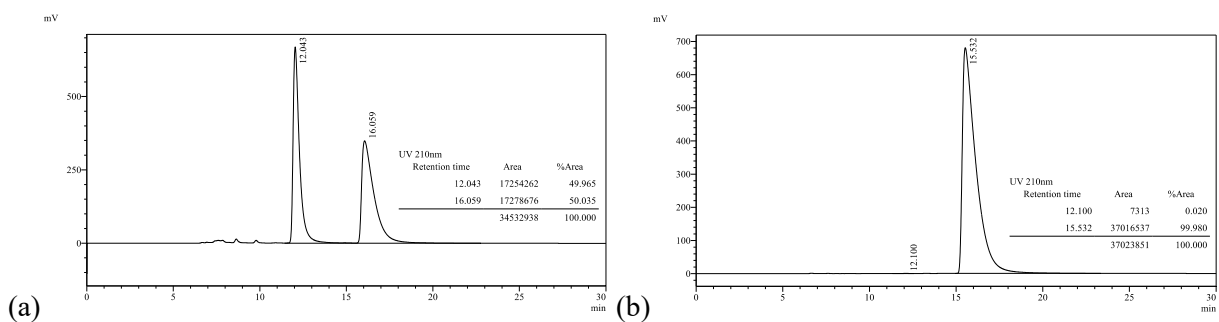 mV
500
250
0
12.043
16.059
UV 210nm
Retention time Area %Area
12.043 17254262 49.965
16.059 17278676 50.035
34532938 100.000
0 5 10 15 20 25 30
min
(a)
mV
700
600
500
400
300
200
100
0
12.100
15.532
UV 210nm
Retention time Area %Area
12.100 7313 0.020
15.532 37016537 99.980
37023851 100.000
0 5 10 15 20 25 30
min
(b)